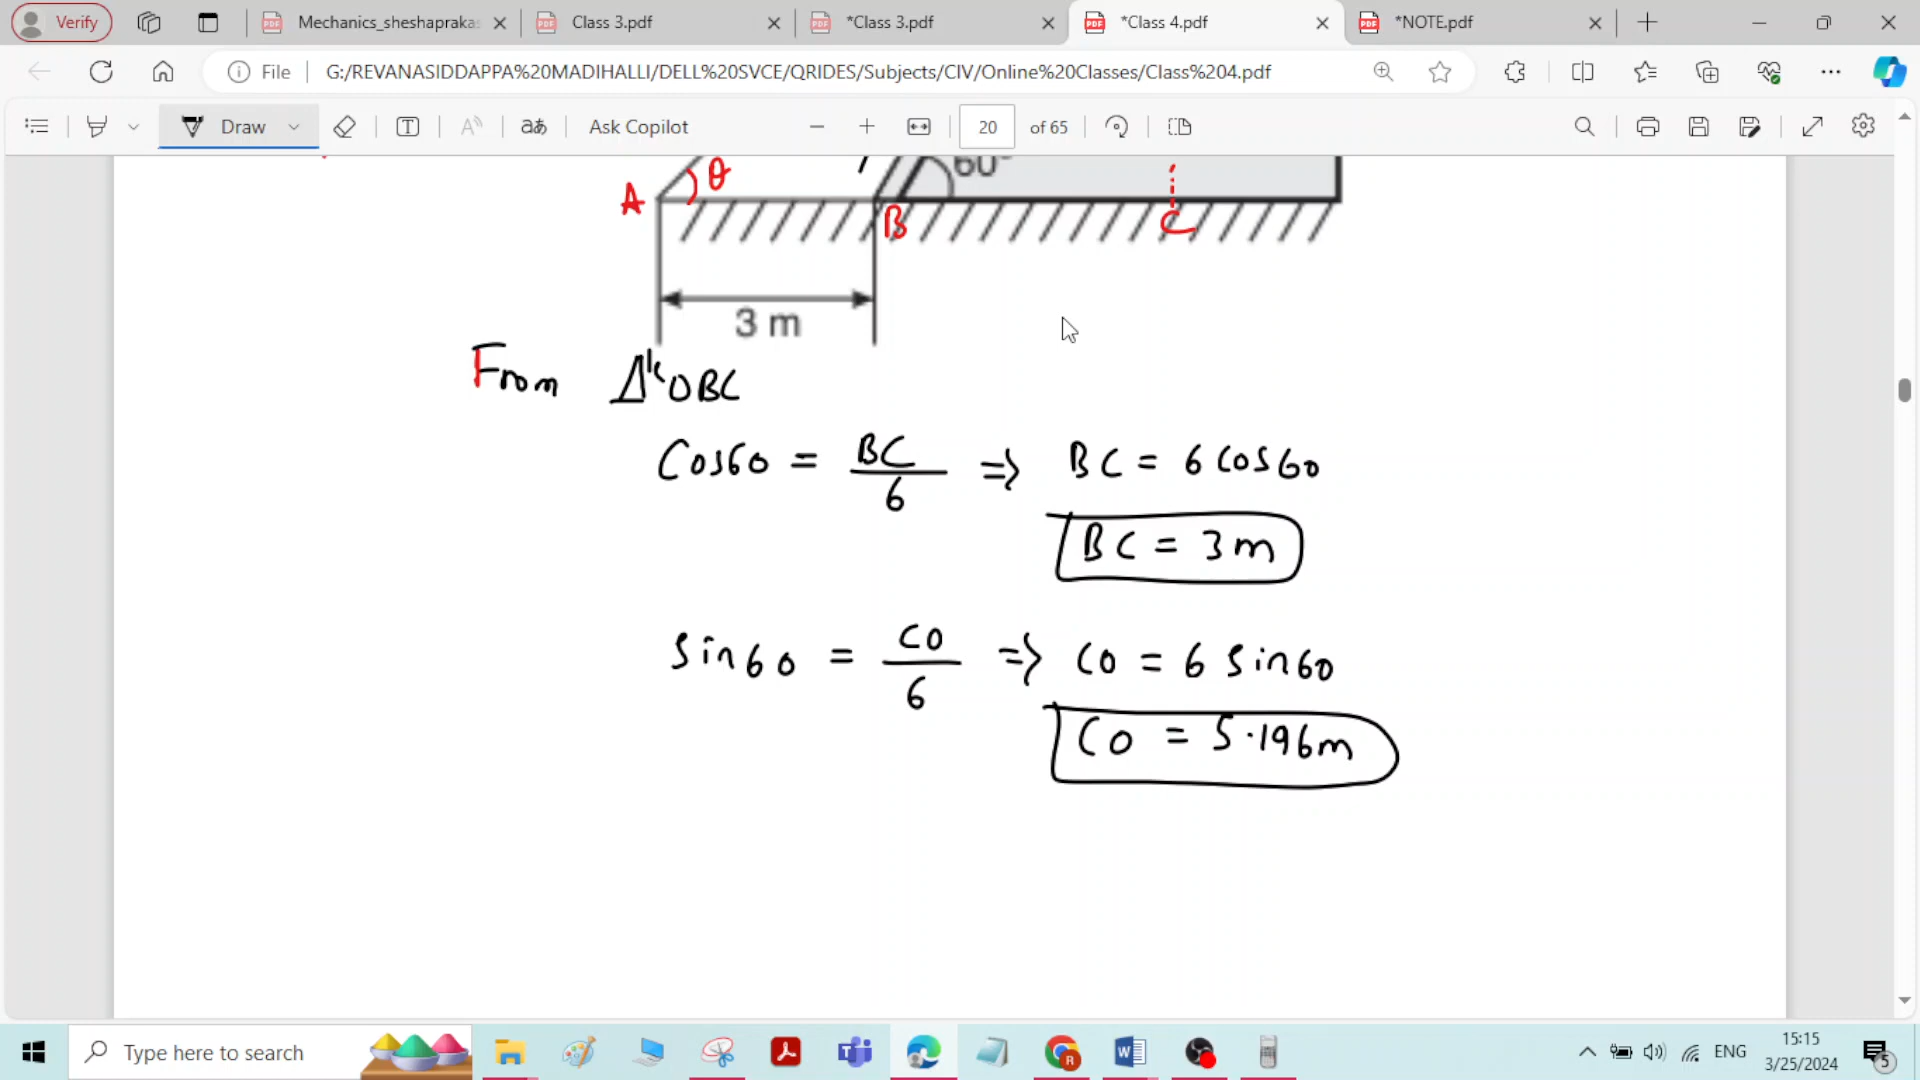 Verify
Mechanics_sheshapraka
Class 3.pdf
*Class 3.pdf
*Class 4.pdf
*NOTE.pdf
File
G:/REVANASIDDAPPA%20MADIHALLI/DELL%20SVCE/QRIDES/Subjects/CIV/Online%20Classes/Class%204.pdf
Draw
Ask Copilot
20 of 65
θ
60°
A
B
C
3 m
From Δle OBC
Cos60 = BC/6 => BC = 6 cos60
BC = 3m
Sin60 = CO/6 => CO = 6 Sin60
CO = 5.196m
Type here to search
ENG
15:15
3/25/2024
5